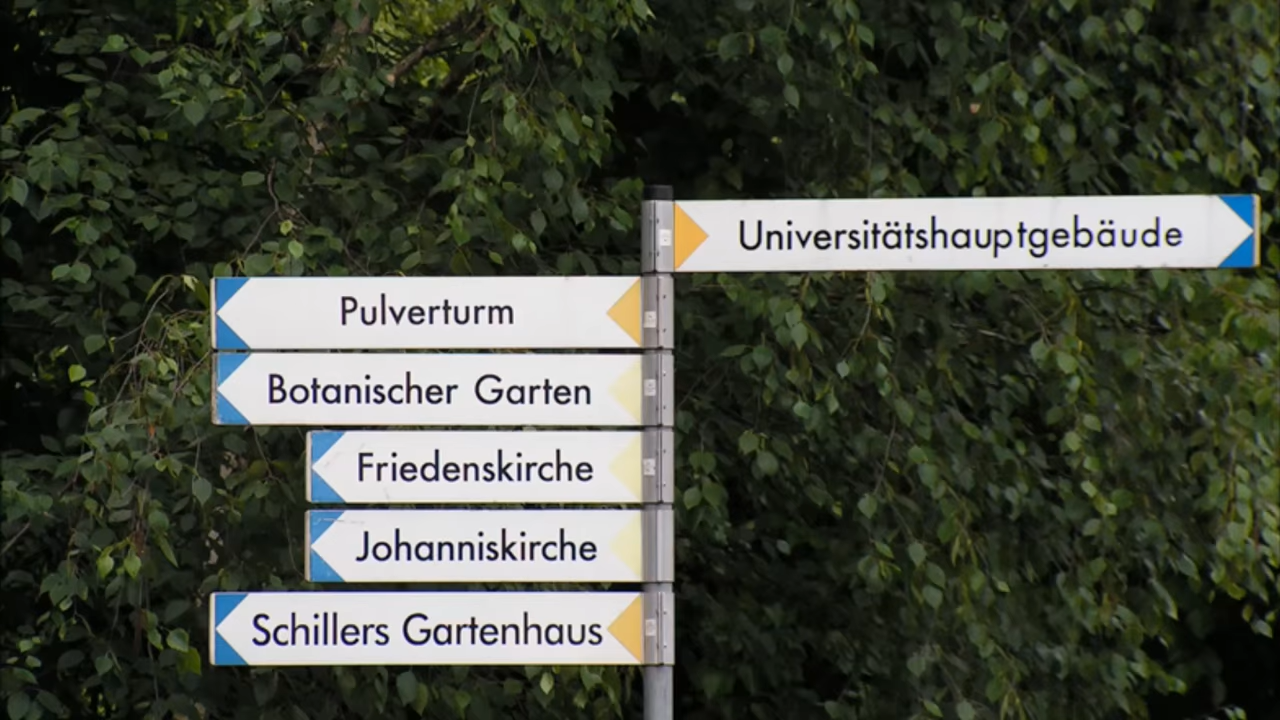 Universitätshauptgebäude
Pulverturm
Botanischer Garten
Friedenskirche
Johanniskirche
Schillers Gartenhaus